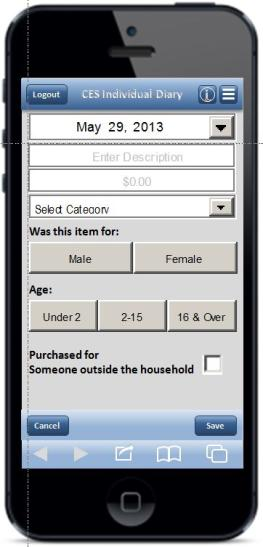 Logout CES Individual Diary
May 29, 2013
Enter Description
$0.00
Select Category
Was this item for:
Male Female
Age:
Under 2 2-15 16 & Over
Purchased for
Someone outside the household
Cancel Save